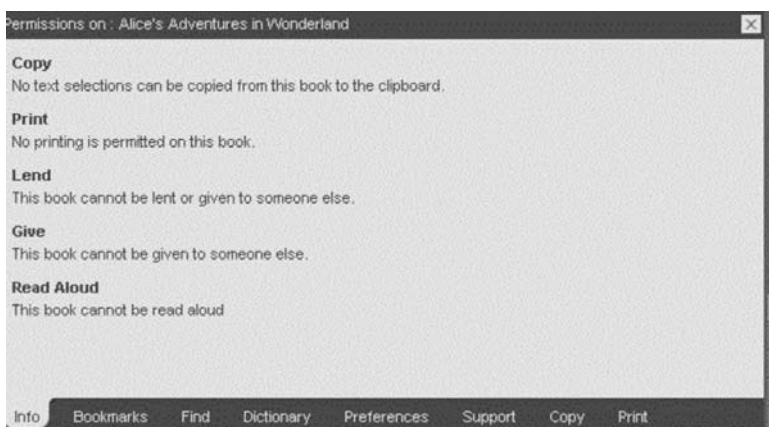 Permissions on : Alice's Adventures in Wonderland
Copy
No text selections can be copied from this book to the clipboard.
Print
No printing is permitted on this book.
Lend
This book cannot be lent or given to someone else.
Give
This book cannot be given to someone else.
Read Aloud
This book cannot be read aloud
Info Bookmarks Find Dictionary Preferences Support Copy Print